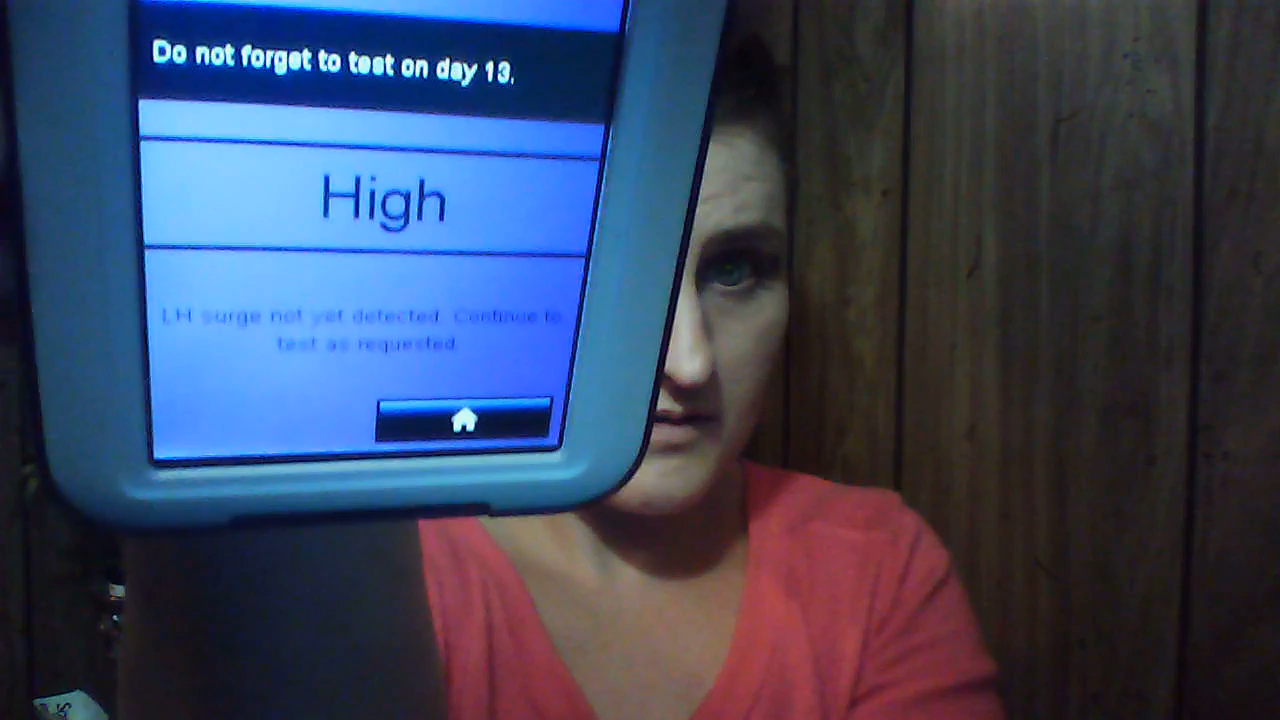 Do not forget to test on day 13.
High
LH surge not yet detected. Continue to
test as requested.